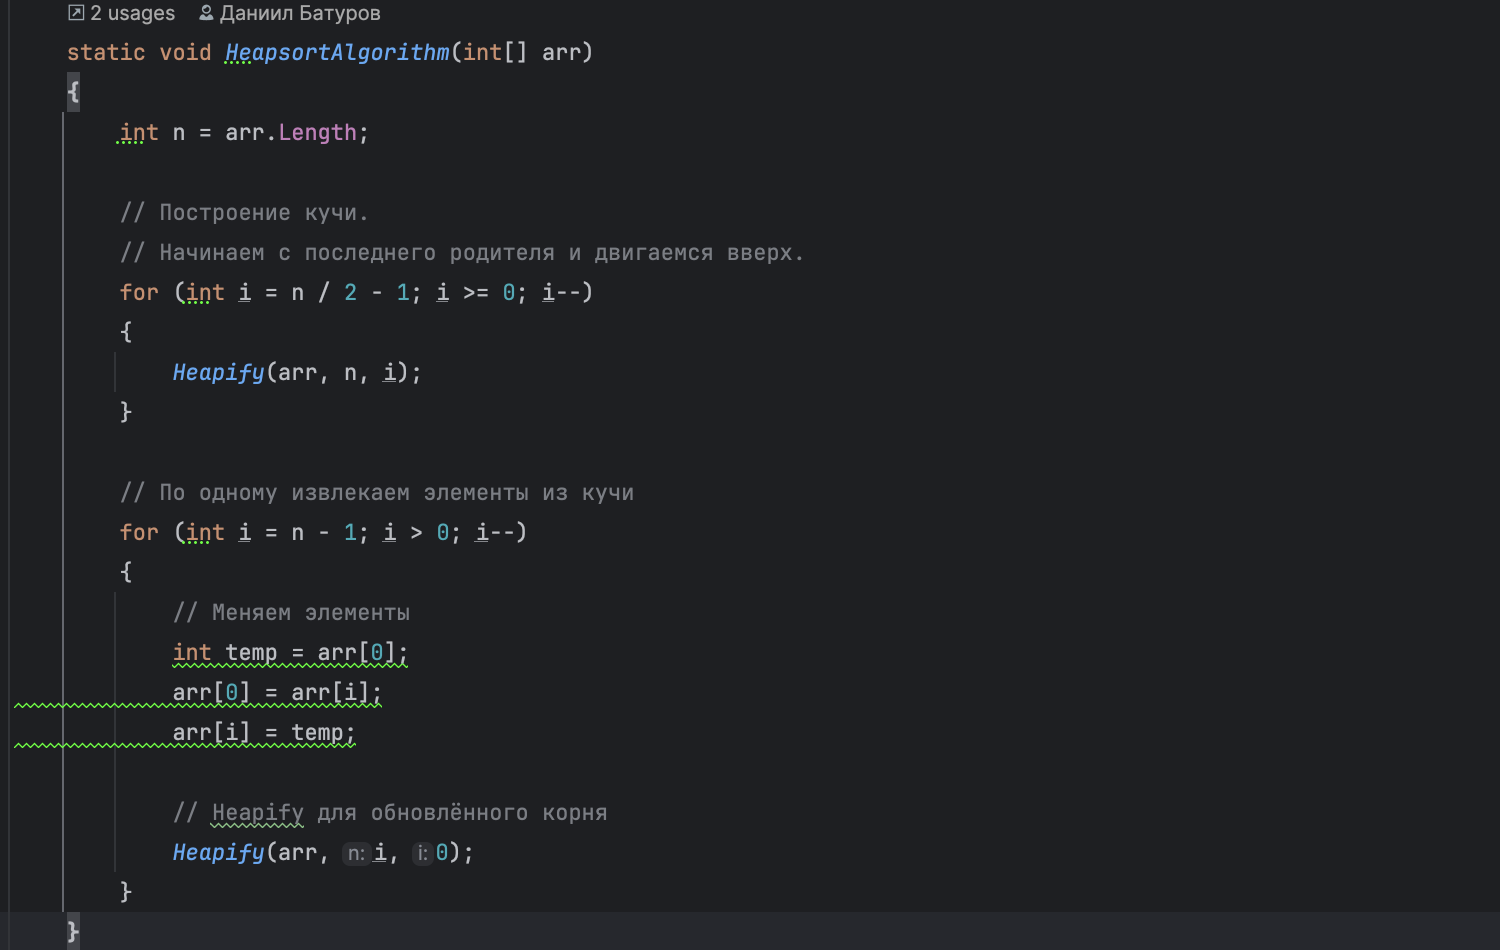 2 usages Даниил Батуров
static void HeapsortAlgorithm(int[] arr)
{
int n = arr.Length;
// Построение кучи.
// Начинаем с последнего родителя и двигаемся вверх.
for (int i = n / 2 - 1; i >= 0; i--)
{
Heapify(arr, n, i);
}
// По одному извлекаем элементы из кучи
for (int i = n - 1; i > 0; i--)
{
// Меняем элементы
int temp = arr[0];
arr[0] = arr[i];
arr[i] = temp;
// Heapify для обновлённого корня
Heapify(arr, n: i, i: 0);
}
}